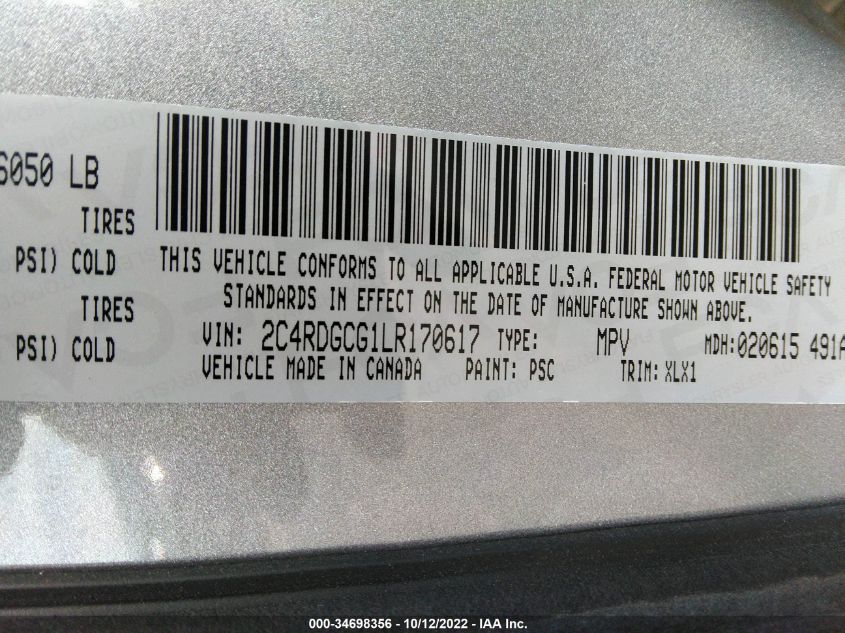 6050 LB
TIRES
PSI) COLD
THIS VEHICLE CONFORMS TO ALL APPLICABLE U.S.A. FEDERAL MOTOR VEHICLE SAFETY
STANDARDS IN EFFECT ON THE DATE OF MANUFACTURE SHOWN ABOVE.
TIRES
VIN: 2C4RDGCG1LR170617 TYPE: MPV MDH:020615 491A
PSI) COLD
VEHICLE MADE IN CANADA PAINT: PSC TRIM: XLX1
000-34698356 - 10/12/2022 - IAA Inc.